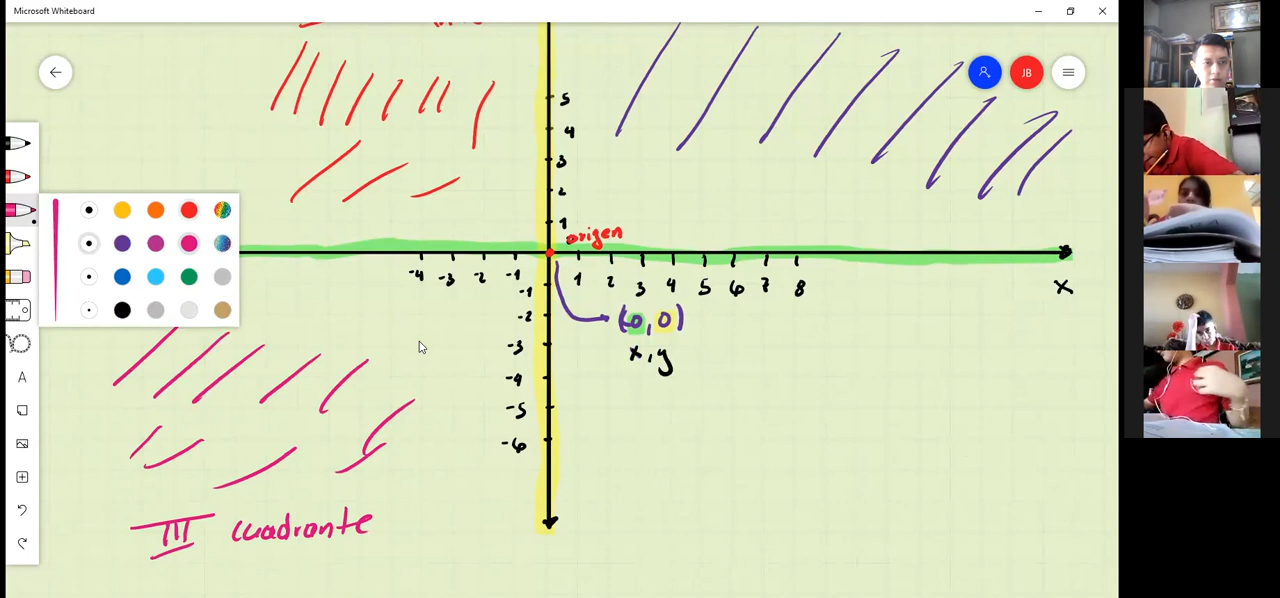 Microsoft Whiteboard
JB
5
4
3
2
1
origen
-4 -3 -2 -1 1 2 3 4 5 6 7 8 x
-1
-2 (0,0)
-3 x,y
-4
-5
-6
A
III cuadrante